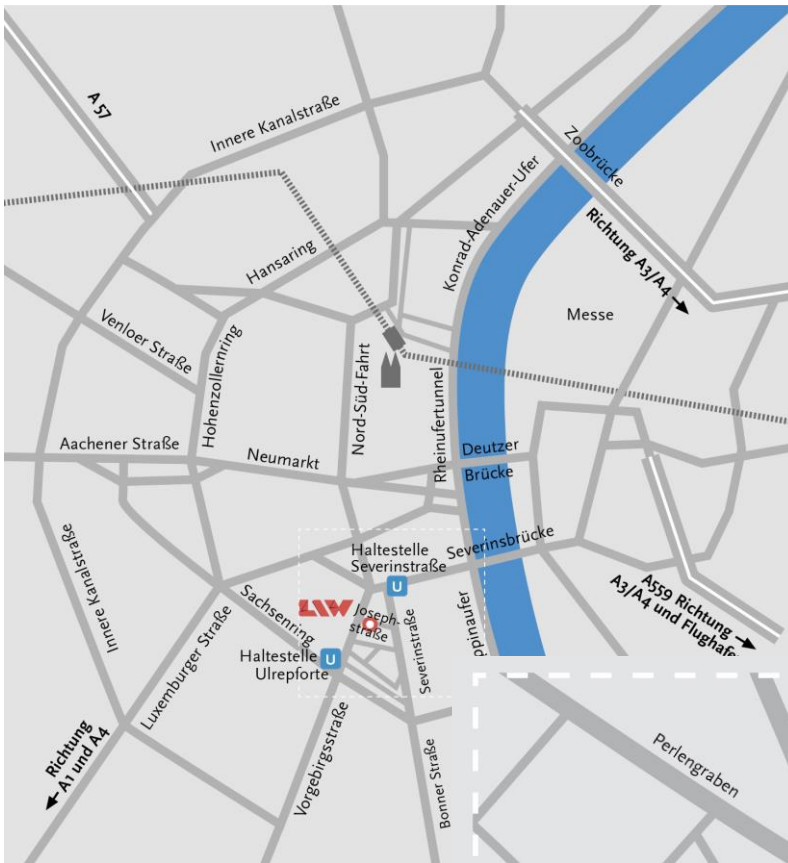 A 57
Innere Kanalstraße
Zoobrücke
Konrad-Adenauer-Ufer
Richtung A3/A4
Hansaring
Messe
Venloer Straße
Hohenzollernring
Nord-Süd-Fahrt
Rheinufertunnel
Aachener Straße
Neumarkt
Deutzer
Brücke
Severinsbrücke
Haltestelle
Severinstraße
U
Innere Kanalstraße
Sachsenring
Joseph-
straße
A559 Richtung
A3/A4 und Flughafe
Luxemburger Straße
Haltestelle
Ulrepforte
U
Severinstraße
ppinaufer
Richtung
A1 und A4
Vorgebirgsstraße
Bonner Straße
Perlengraben